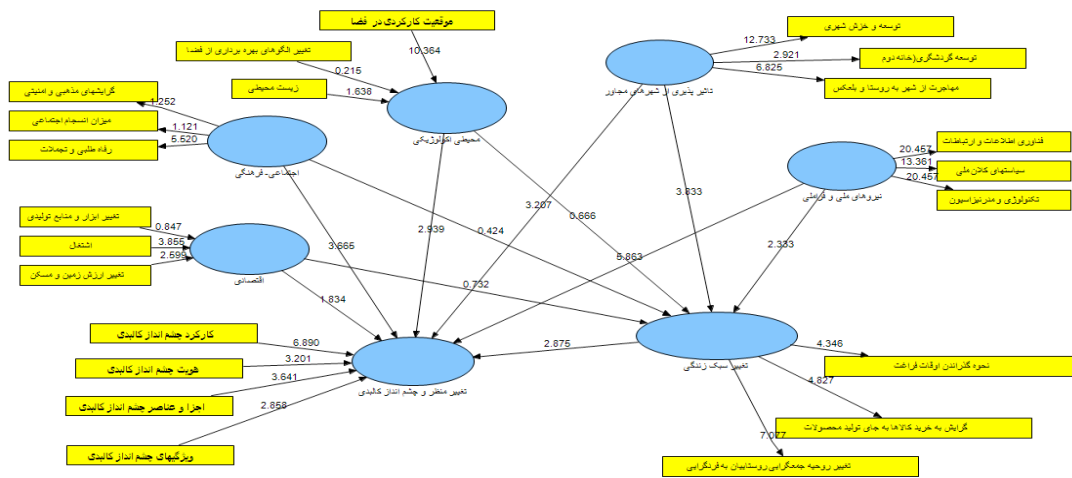 موقعیت کارکردی در فضا
10.364
توسعه و خزش شهری
12.733
تغییر الگوهای بهره برداری از فضا
0.215
توسعه گردشگری(خانه دوم
2.921
زیست محیطی
1.638
مهاجرت از شهر به روستا و بلعکس
6.825
تاثیر پذیری از شهرهای مجاور
گرایشهای مذهبی و امنیتی
1.252
میزان انسجام اجتماعی
1.121
رفاه طلبی و تجملات
5.520
اجتماعی- فرهنگی
محیطی اکولوژیکی
فناوری اطلاعات و ارتباطات
20.457
سیاستهای کلان ملی
13.361
تکنولوژی و مدرنیزاسیون
20.457
نیروهای ملی و فراملی
3.833
3.207
0.666
2.939
0.424
3.665
5.863
2.333
تغییر ابزار و منابع تولیدی
0.847
اشتغال
3.855
تغییر ارزش زمین و مسکن
2.599
اقتصادی
0.732
1.834
کارکرد چشم انداز کالبدی
6.890
هویت چشم انداز کالبدی
3.201
اجزا و عناصر چشم انداز کالبدی
3.641
ویژگیهای چشم انداز کالبدی
2.858
تغییر منظر و چشم انداز کالبدی
2.875
تغییر سبک زندگی
4.346
نحوه گذراندن اوقات فراغت
4.827
گرایش به خرید کالاها به جای تولید محصولات
7.077
تغییر روحیه جمعگرایی روستاییان به فردگرایی